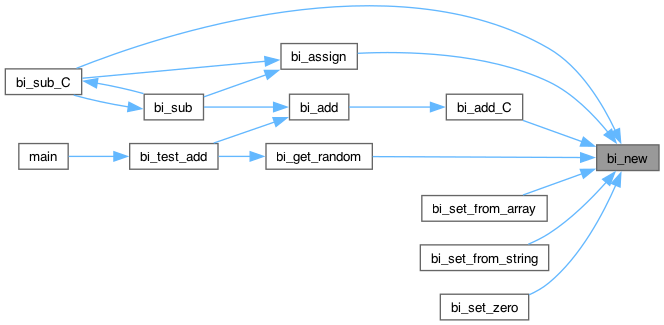 bi_assign
bi_sub_C
bi_sub
bi_add
bi_add_C
main
bi_test_add
bi_get_random
bi_new
bi_set_from_array
bi_set_from_string
bi_set_zero